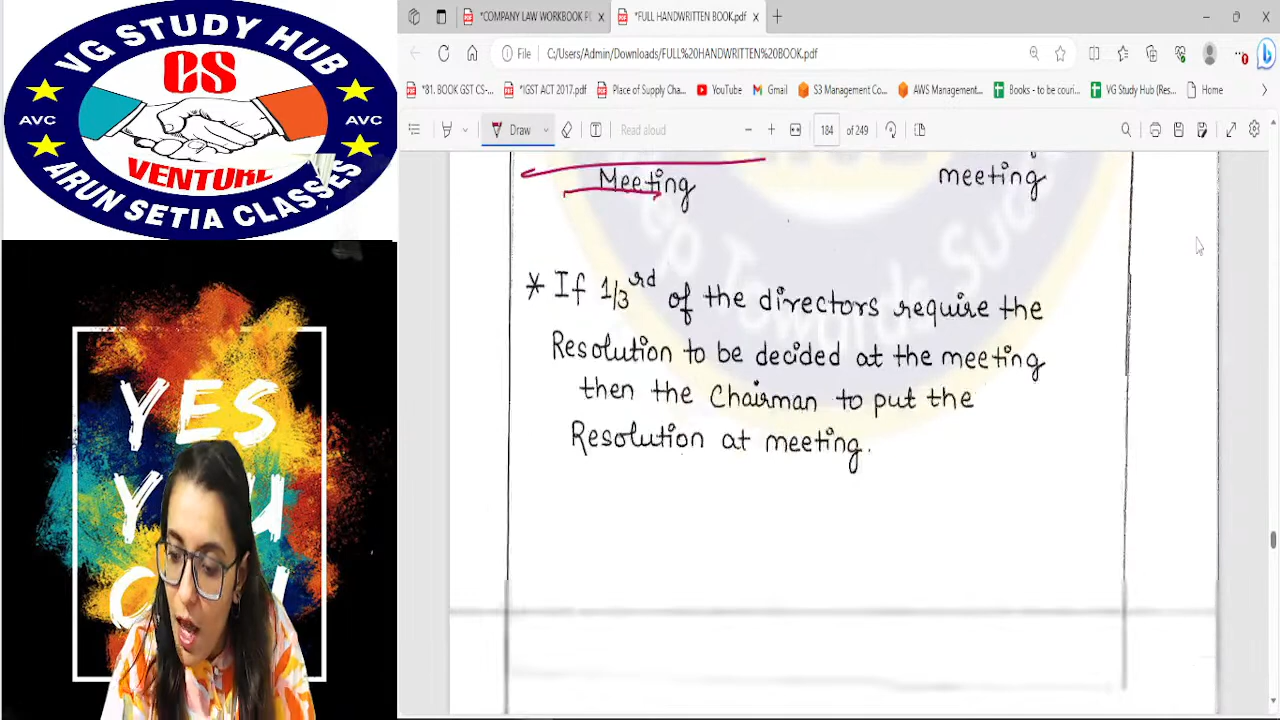 VG STUDY HUB
CS
AVC
AVC
VENTURE
ARUN SETIA CLASSES
YES
*COMPANY LAW WORKBOOK P
*FULL HANDWRITTEN BOOK.pdf
File
C:/Users/Admin/Downloads/FULL%20HANDWRITTEN%20BOOK.pdf
*81. BOOK GST CS-...
*IGST ACT 2017.pdf
Place of Supply Cha...
YouTube
Gmail
S3 Management Co...
AWS Management...
Books - to be couri...
VG Study Hub (Res...
Home
Draw
Read aloud
184 of 249
Meeting
meeting
* If 1/3rd of the directors require the
Resolution to be decided at the meeting
then the Chairman to put the
Resolution at meeting.